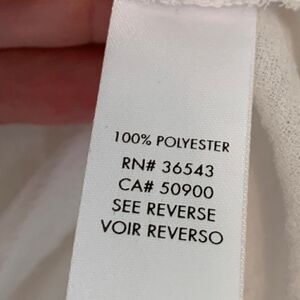 100% POLYESTER
RN# 36543
CA# 50900
SEE REVERSE
VOIR REVERSO